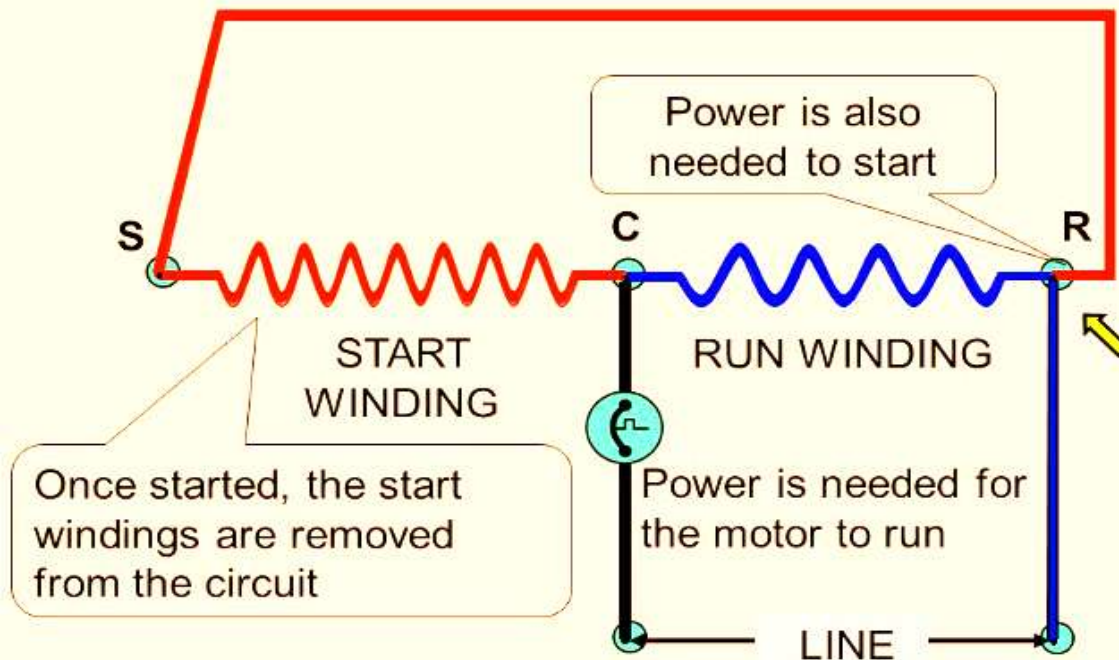 Power is also
needed to start
S
C
R
START
WINDING
RUN WINDING
Once started, the start
windings are removed
from the circuit
Power is needed for
the motor to run
LINE